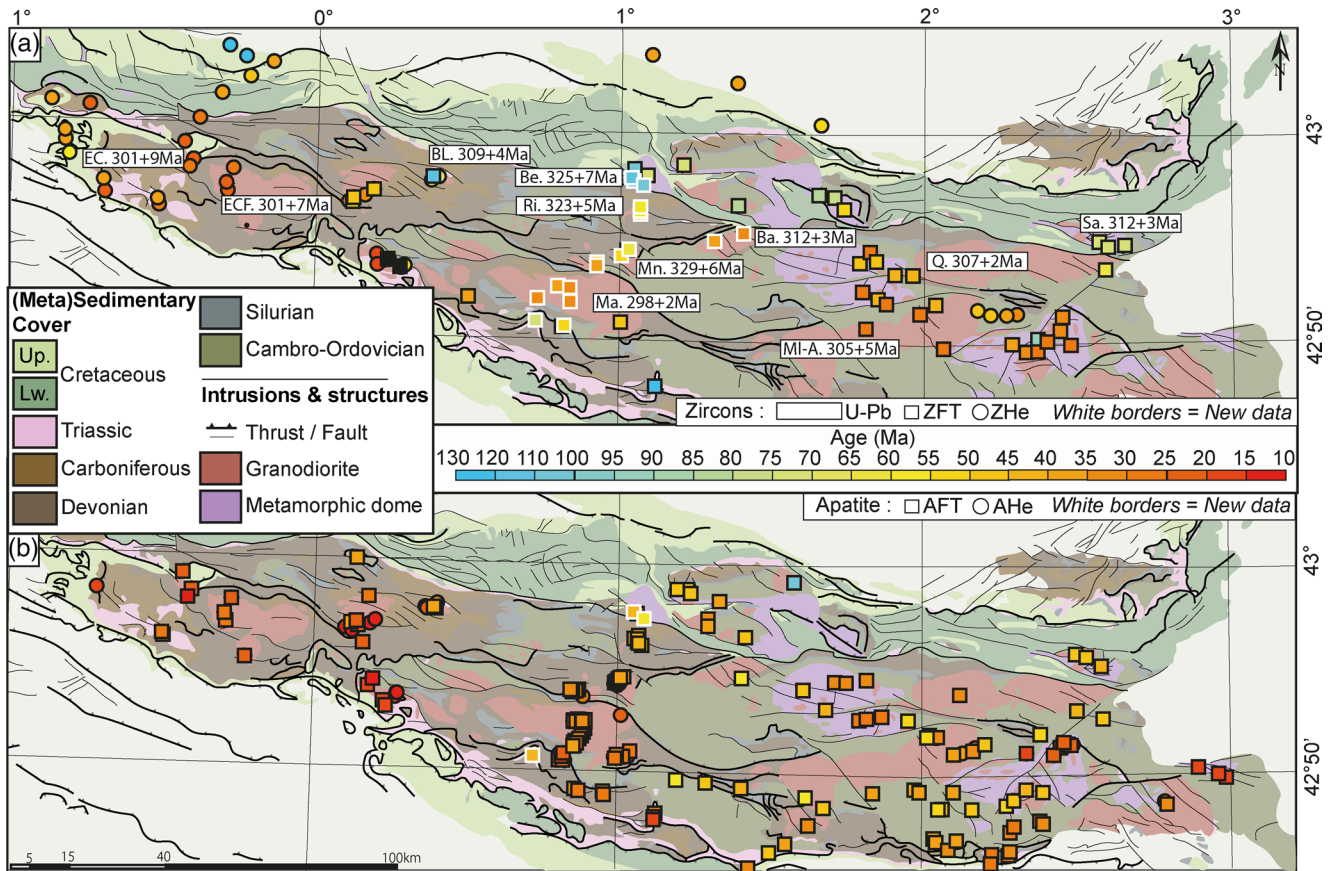 1° 0° 1° 2° 3°
(a)
N
43°
EC. 301+9Ma
BL. 309+4Ma
Be. 325+7Ma
ECF. 301+7Ma
Ri. 323+5Ma
Sa. 312+3Ma
Ba. 312+3Ma
Mn. 329+6Ma
Q. 307+2Ma
Ma. 298+2Ma
42°50'
Ml-A. 305+5Ma
(Meta)Sedimentary
Cover
Up.
Cretaceous
Lw.
Triassic
Carboniferous
Devonian
Silurian
Cambro-Ordovician
Intrusions & structures
Thrust / Fault
Granodiorite
Metamorphic dome
Zircons : U-Pb ZFT ZHe White borders = New data
Age (Ma)
130 110 100 95 90 85 80 75 70 65 60 55 50 45 40 35 30 25 20 15 10
Apatite : AFT AHe White borders = New data
(b)
43°
42°50'
5 15 40 100km